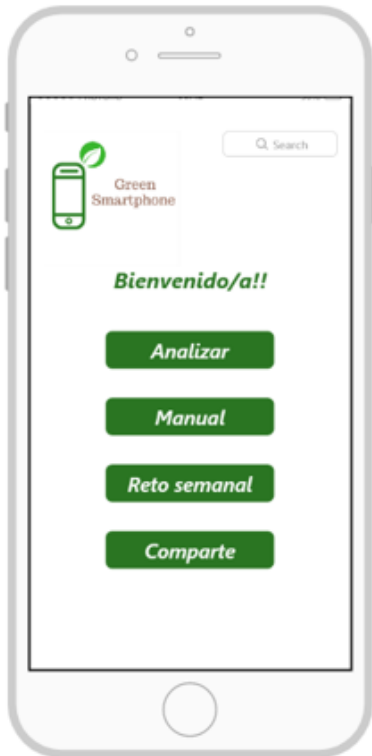 Search
Green
Smartphone
Bienvenido/a!!
Analizar
Manual
Reto semanal
Comparte